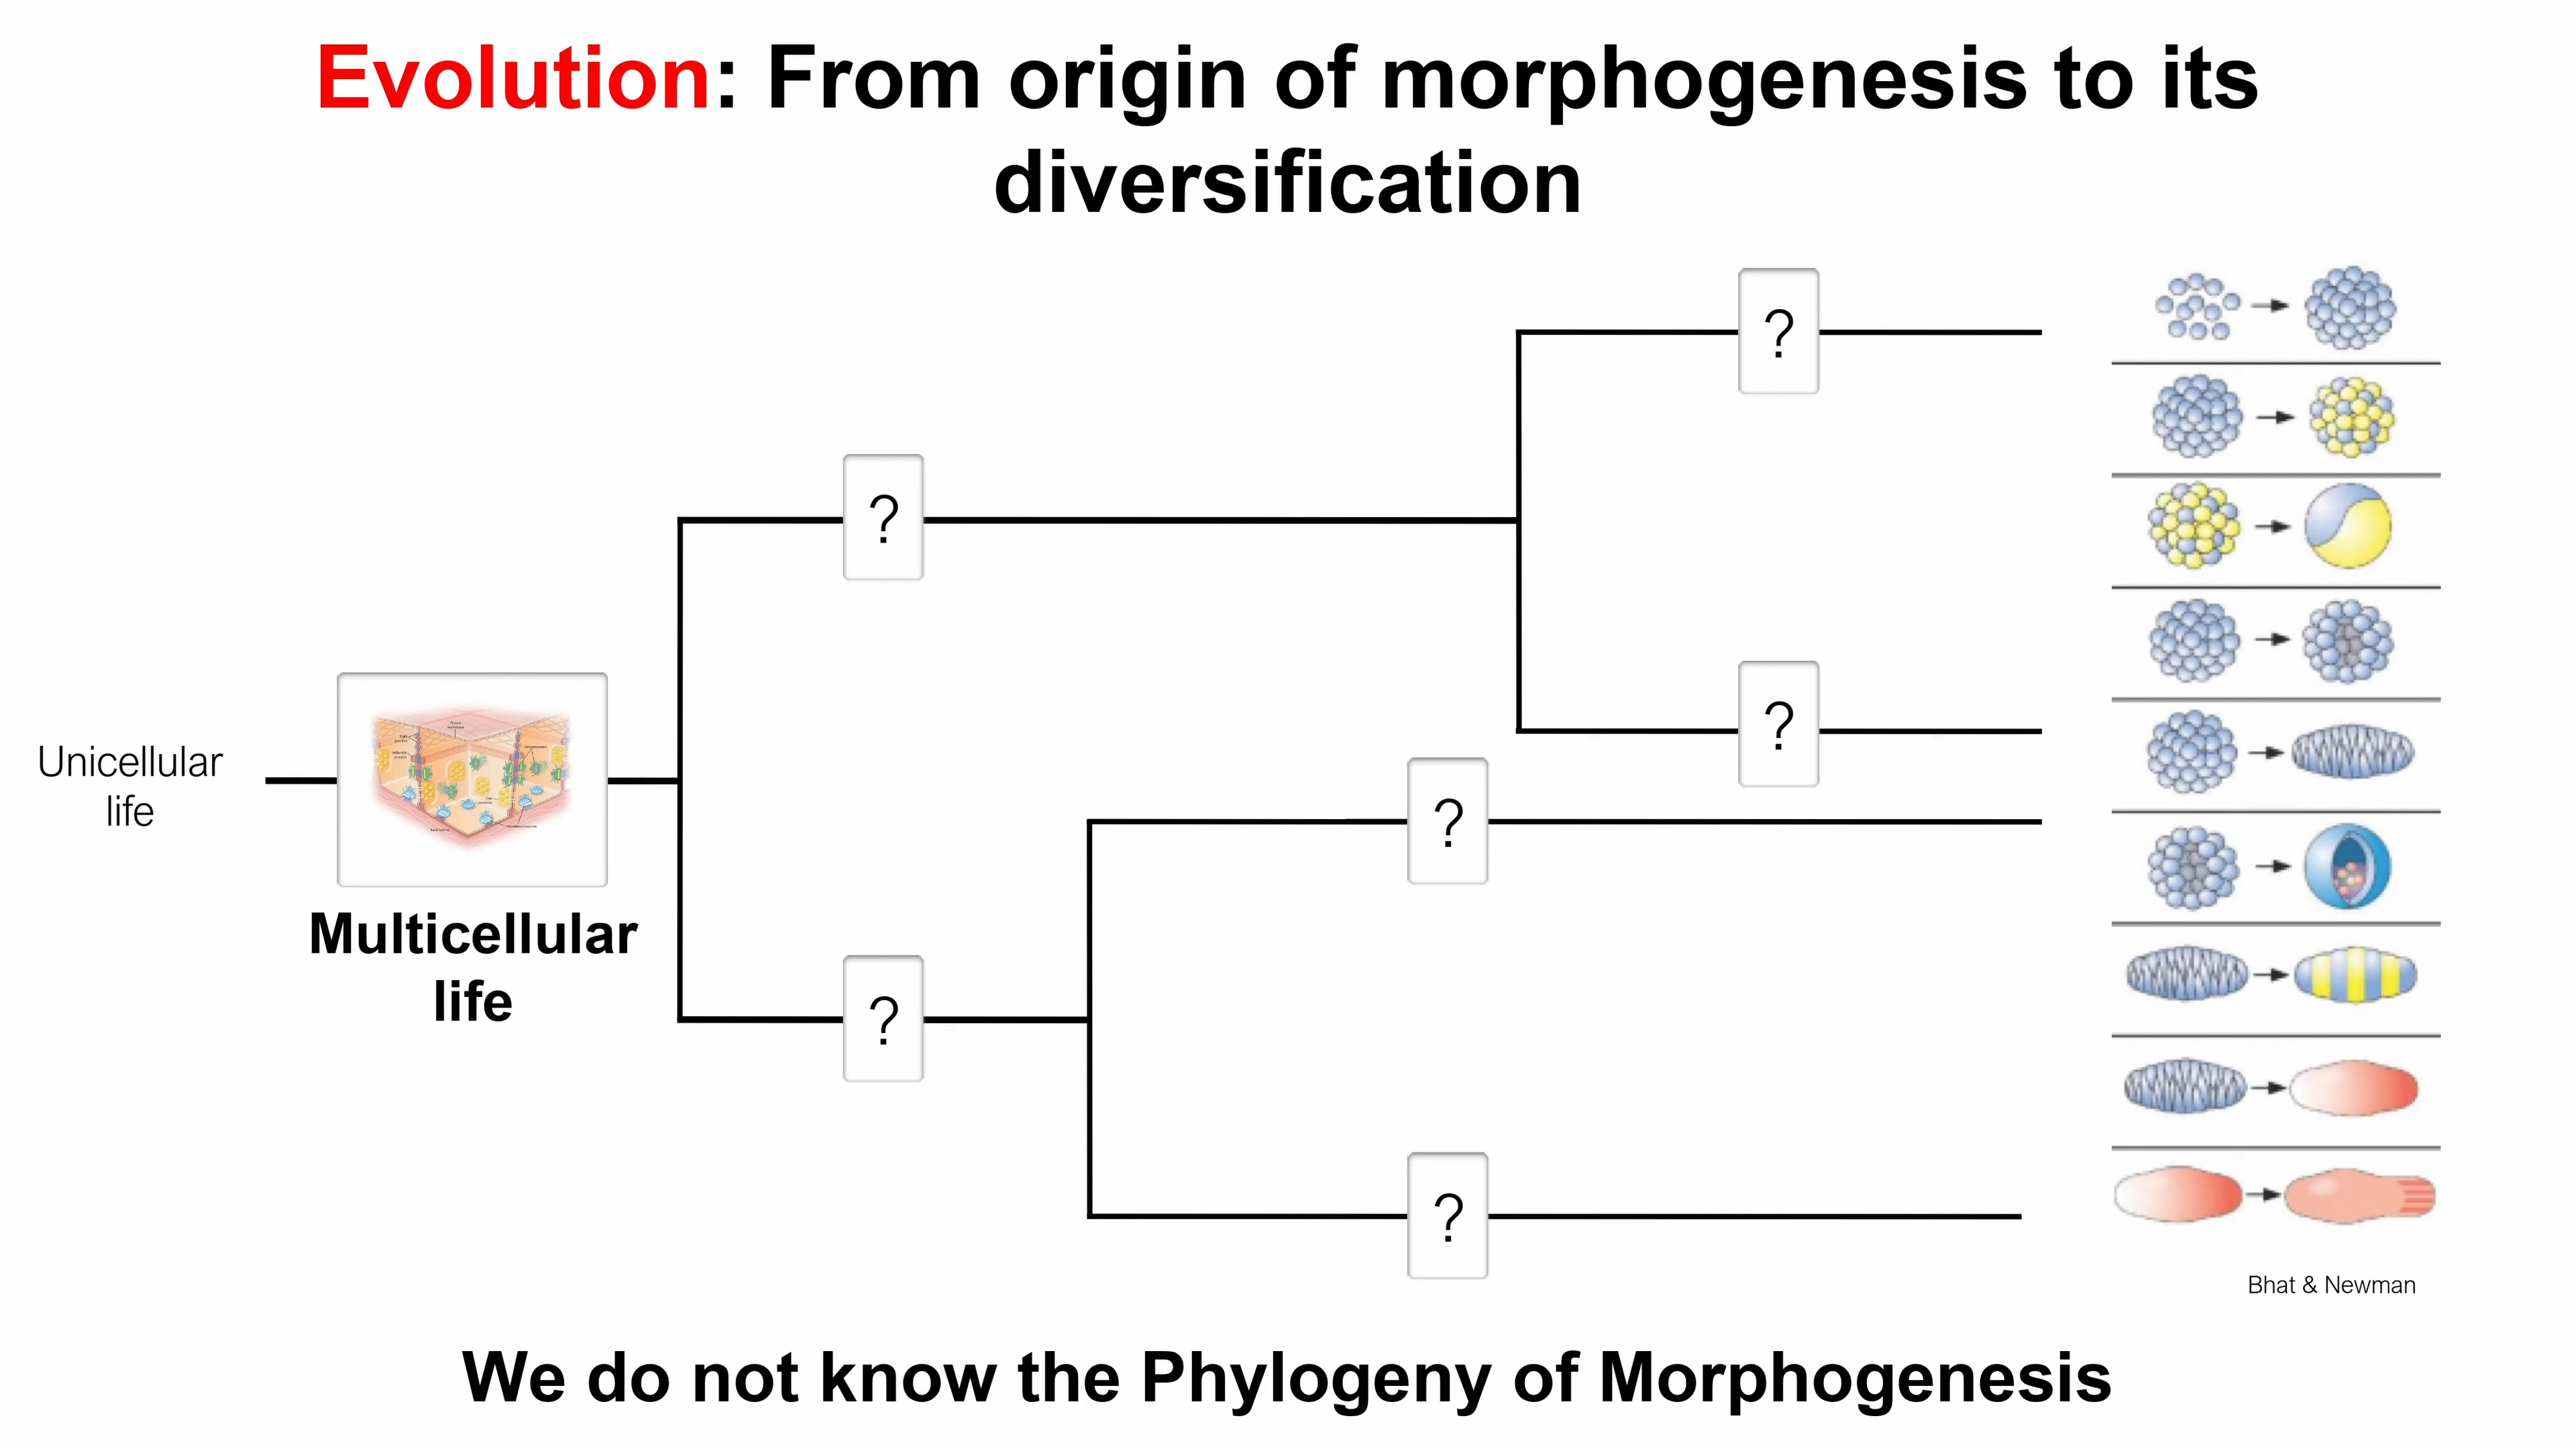 Evolution: From origin of morphogenesis to its
diversification
?
?
?
?
Unicellular
life
Multicellular
life
?
?
Bhat & Newman
We do not know the Phylogeny of Morphogenesis